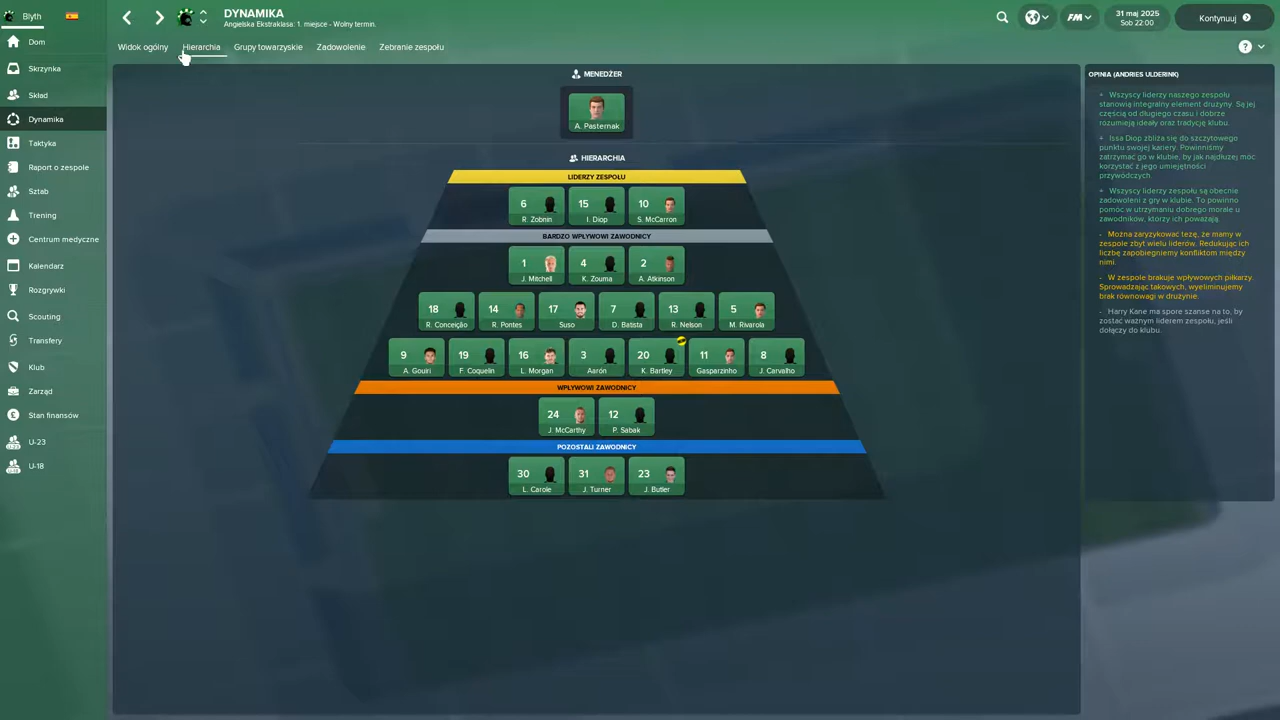 Blyth
DYNAMIKA
Angielska Ekstraklasa: 1. miejsce - Wolny termin.
31 maj 2025
Sob 22:00
FM
Kontynuuj
Widok ogólny
Hierarchia
Grupy towarzyskie
Zadowolenie
Zebranie zespołu
?
Dom
Skrzynka
Skład
Dynamika
Taktyka
Raport o zespole
Sztab
Trening
Centrum medyczne
Kalendarz
Rozgrywki
Scouting
Transfery
Klub
Zarząd
Stan finansów
U-23
U-18
MENEDŻER
A. Pasternak
HIERARCHIA
LIDERZY ZESPOŁU
6 15 10
R. Zobnin I. Diop S. McCarron
BARDZO WPŁYWOWI ZAWODNICY
1 4 2
J. Mitchell K. Zouma A. Atkinson
18 14 17 7 13 5
R. Conceição R. Pontes Suso D. Batista R. Nelson M. Rivarola
9 19 16 3 20 11 8
A. Gouiri F. Coquelin L. Morgan Aarón K. Bartley Gasparzinho J. Carvalho
WPŁYWOWI ZAWODNICY
24 12
J. McCarthy P. Sabak
POZOSTALI ZAWODNICY
30 31 23
L. Carole J. Turner J. Butler
OPINIA (ANDRIES ULDERINK)
+ Wszyscy liderzy naszego zespołu
stanowią integralny element drużyny. Są jej
częścią od długiego czasu i dobrze
rozumieją ideały oraz tradycję klubu.
+ Issa Diop zbliża się do szczytowego
punktu swojej kariery. Powinniśmy
zatrzymać go w klubie, by jak najdłużej móc
korzystać z jego umiejętności
przywódczych.
+ Wszyscy liderzy zespołu są obecnie
zadowoleni z gry w klubie. To powinno
pomóc w utrzymaniu dobrego morale u
zawodników, którzy ich poważają.
- Można zaryzykować tezę, że mamy w
zespole zbyt wielu liderów. Redukując ich
liczbę zapobiegniemy konfliktom między
nimi.
- W zespole brakuje wpływowych piłkarzy.
Sprowadzając takowych, wyeliminujemy
brak równowagi w drużynie.
- Harry Kane ma spore szanse na to, by
zostać ważnym liderem zespołu, jeśli
dołączy do klubu.